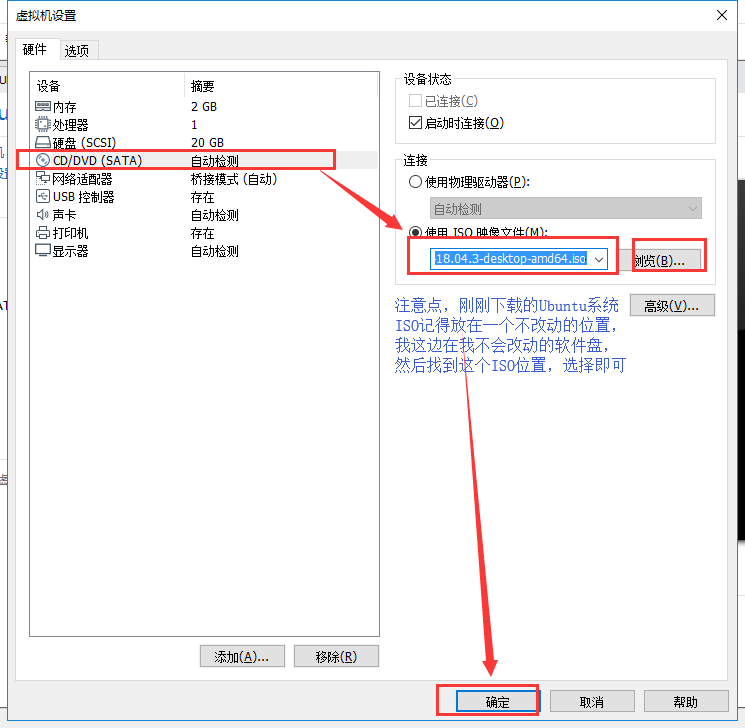 虚拟机设置
硬件 选项
设备 摘要
内存 2 GB
处理器 1
硬盘 (SCSI) 20 GB
CD/DVD (SATA) 自动检测
网络适配器 桥接模式 (自动)
USB 控制器 存在
声卡 自动检测
打印机 存在
显示器 自动检测
添加(A)... 移除(R)
设备状态
已连接(C)
启动时连接(O)
连接
使用物理驱动器(P):
自动检测
使用 ISO 映像文件(M):
18.04.3-desktop-amd64.iso 浏览(B)...
高级(V)...
注意点，刚刚下载的Ubuntu系统
ISO记得放在一个不改动的位置，
我这边在我不会改动的软件盘，
然后找到这个ISO位置，选择即可
确定 取消 帮助